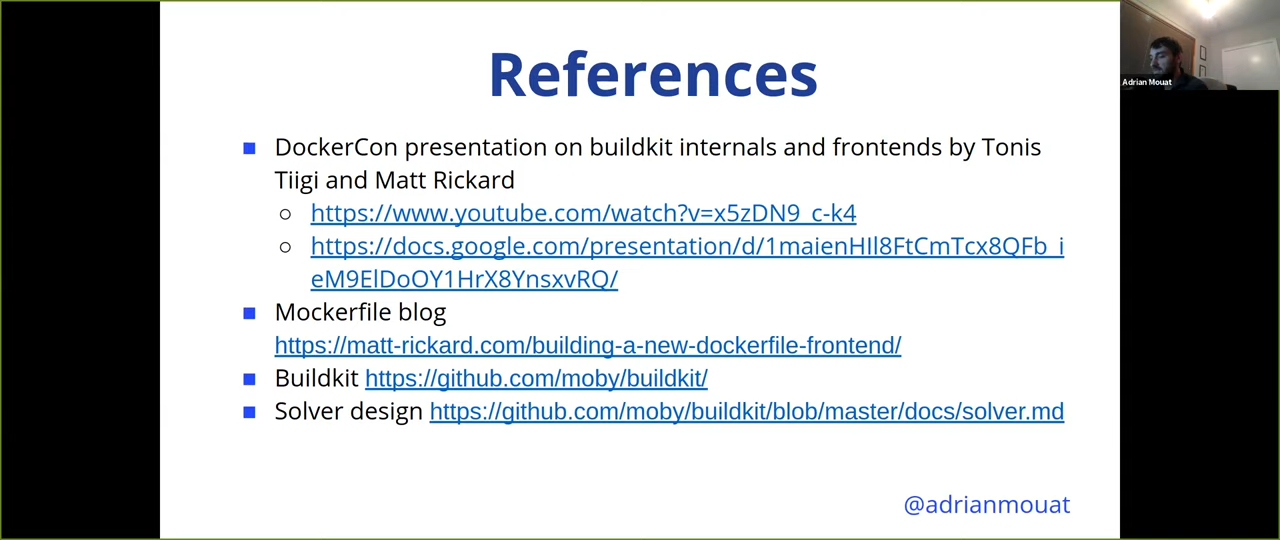 References
DockerCon presentation on buildkit internals and frontends by Tonis
Tiigi and Matt Rickard
https://www.youtube.com/watch?v=x5zDN9_c-k4
https://docs.google.com/presentation/d/1maienHIl8FtCmTcx8QFb_i
eM9ElDoOY1HrX8YnsxvRQ/
Mockerfile blog
https://matt-rickard.com/building-a-new-dockerfile-frontend/
Buildkit https://github.com/moby/buildkit/
Solver design https://github.com/moby/buildkit/blob/master/docs/solver.md
@adrianmouat
Adrian Mouat